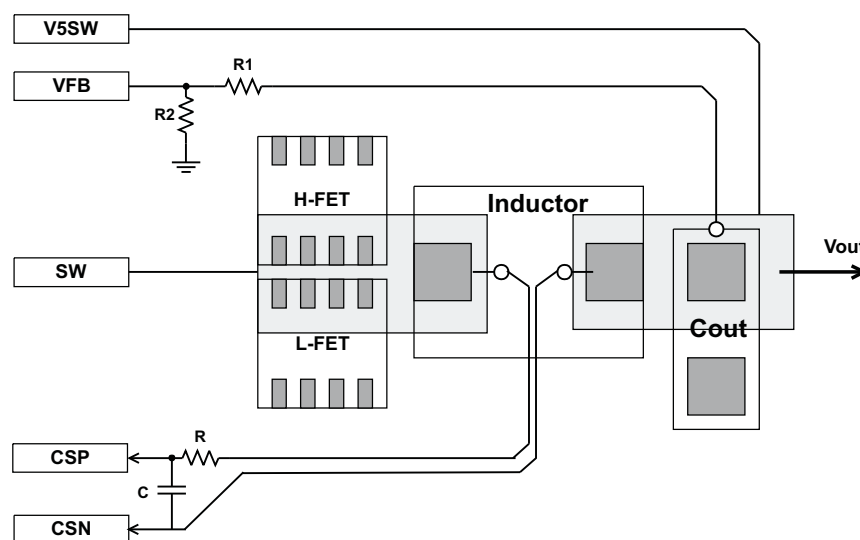 V5SW
VFB
R1
R2
H-FET
Inductor
SW
Vout
Cout
L-FET
CSP
R
C
CSN